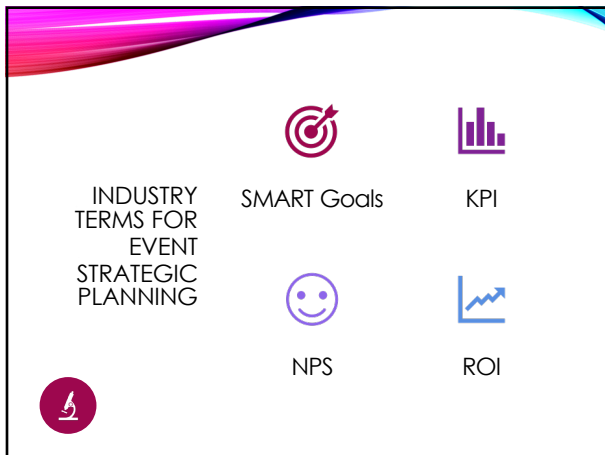 INDUSTRY
TERMS FOR
EVENT
STRATEGIC
PLANNING
SMART Goals
KPI
NPS
ROI